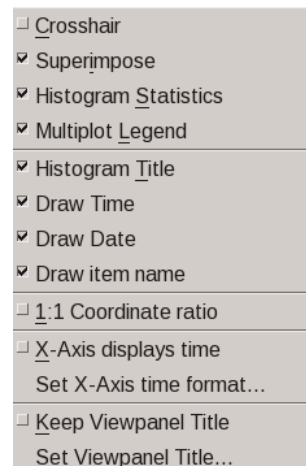 Crosshair
Superimpose
Histogram Statistics
Multiplot Legend
Histogram Title
Draw Time
Draw Date
Draw item name
1:1 Coordinate ratio
X-Axis displays time
Set X-Axis time format...
Keep Viewpanel Title
Set Viewpanel Title...